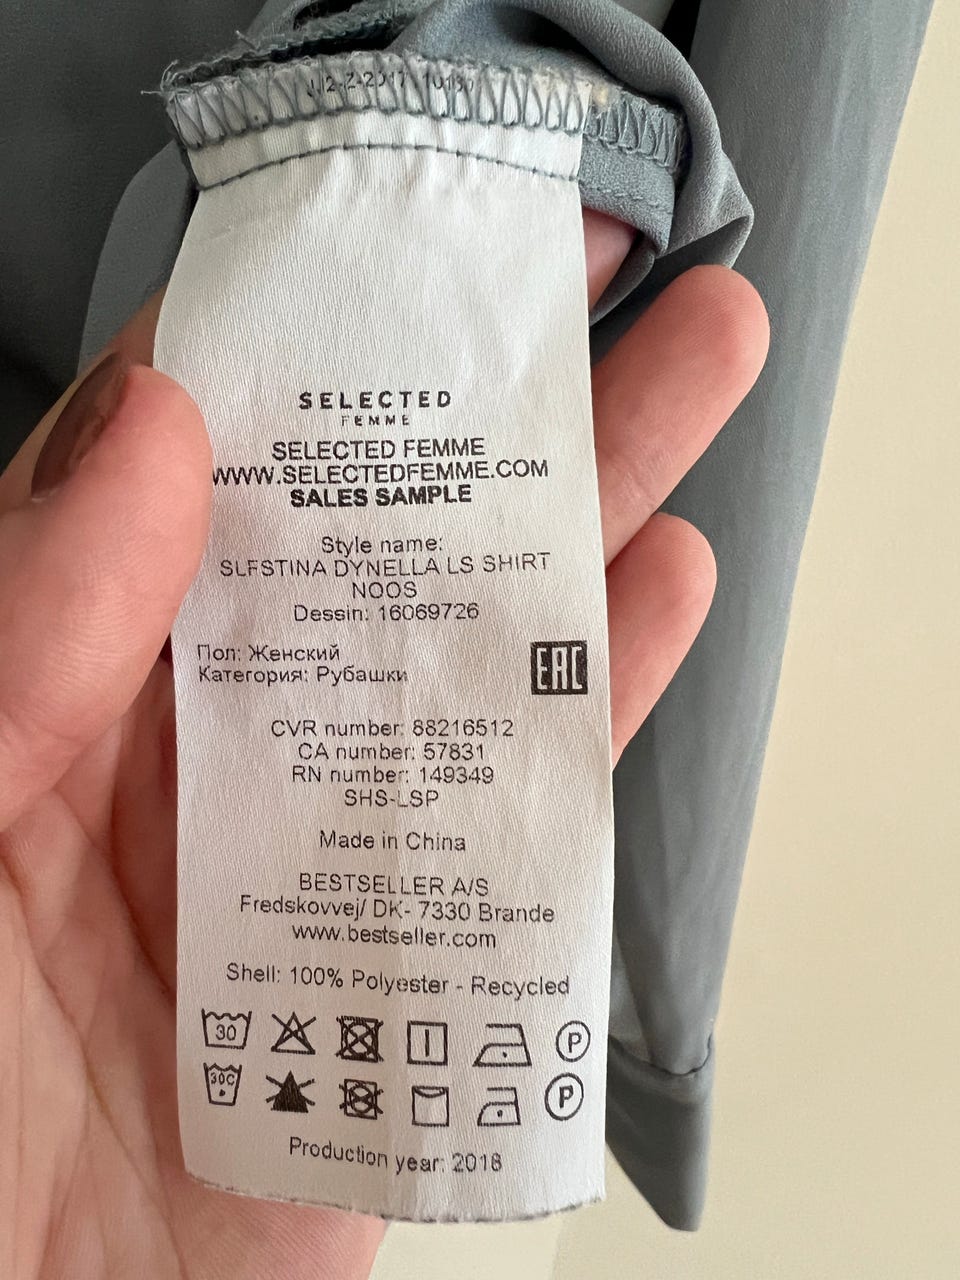 SELECTED
FEMME
SELECTED FEMME
WWW.SELECTEDFEMME.COM
SALES SAMPLE
Style name:
SLFSTINA DYNELLA LS SHIRT
NOOS
Dessin: 16069726
Пол: Женский
Категория: Рубашки
EAC
CVR number: 88216512
CA number: 57831
RN number: 149349
SHS-LSP
Made in China
BESTSELLER A/S
Fredskovvej/ DK- 7330 Brande
www.bestseller.com
Shell: 100% Polyester - Recycled
30 P
30C P
Production year: 2018